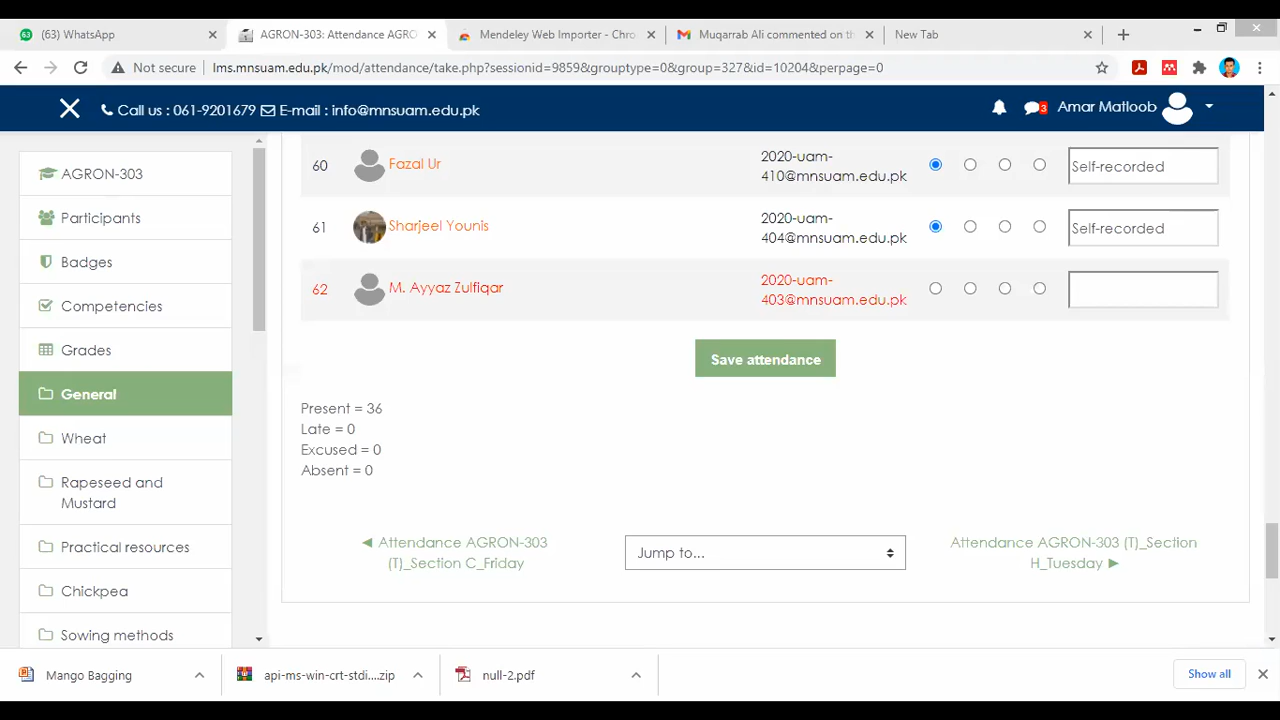 (63) WhatsApp
AGRON-303: Attendance AGRO
Mendeley Web Importer - Chro
Muqarrab Ali commented on th
New Tab
Not secure
lms.mnsuam.edu.pk/mod/attendance/take.php?sessionid=9859&grouptype=0&group=327&id=10204&perpage=0
Call us : 061-9201679 E-mail : info@mnsuam.edu.pk
3
Amar Matloob
AGRON-303
Participants
Badges
Competencies
Grades
General
Wheat
Rapeseed and
Mustard
Practical resources
Chickpea
Sowing methods
60 Fazal Ur 2020-uam-
410@mnsuam.edu.pk Self-recorded
61 Sharjeel Younis 2020-uam-
404@mnsuam.edu.pk Self-recorded
62 M. Ayyaz Zulfiqar 2020-uam-
403@mnsuam.edu.pk
Save attendance
Present = 36
Late = 0
Excused = 0
Absent = 0
◄ Attendance AGRON-303
(T)_Section C_Friday
Jump to...
Attendance AGRON-303 (T)_Section
H_Tuesday ►
Mango Bagging
api-ms-win-crt-stdi....zip
null-2.pdf
Show all